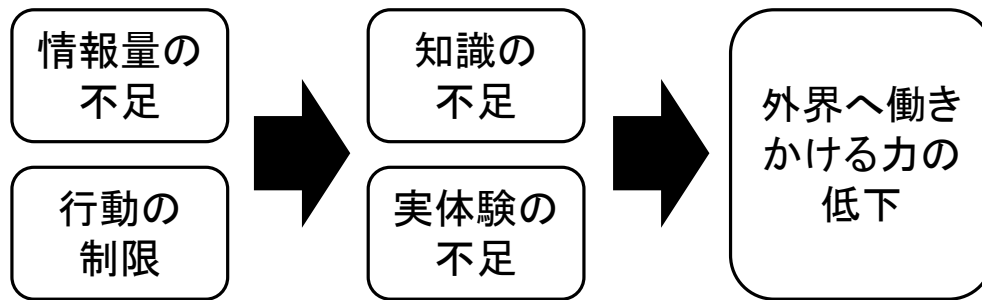 情報量の
不足
行動の
制限
知識の
不足
実体験の
不足
外界へ働き
かける力の
低下